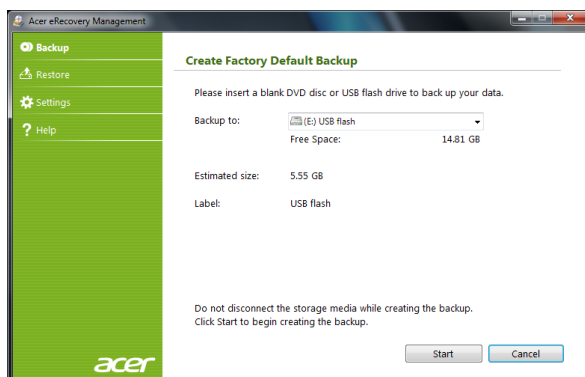 Acer eRecovery Management
Backup
Restore
Settings
Help
Create Factory Default Backup
Please insert a blank DVD disc or USB flash drive to back up your data.
Backup to: (E:) USB flash
Free Space: 14.81 GB
Estimated size: 5.55 GB
Label: USB flash
Do not disconnect the storage media while creating the backup.
Click Start to begin creating the backup.
Start Cancel
acer